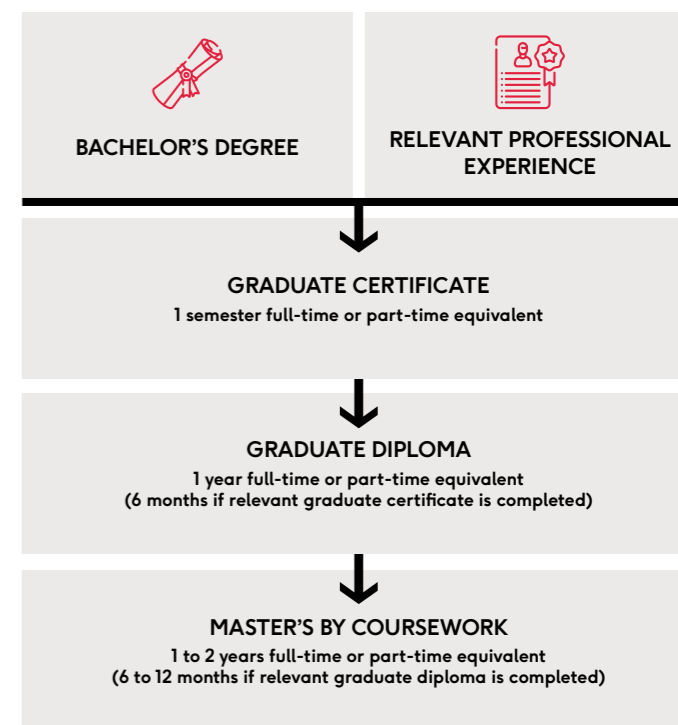 BACHELOR'S DEGREE
RELEVANT PROFESSIONAL
EXPERIENCE
GRADUATE CERTIFICATE
1 semester full-time or part-time equivalent
GRADUATE DIPLOMA
1 year full-time or part-time equivalent
(6 months if relevant graduate certificate is completed)
MASTER'S BY COURSEWORK
1 to 2 years full-time or part-time equivalent
(6 to 12 months if relevant graduate diploma is completed)